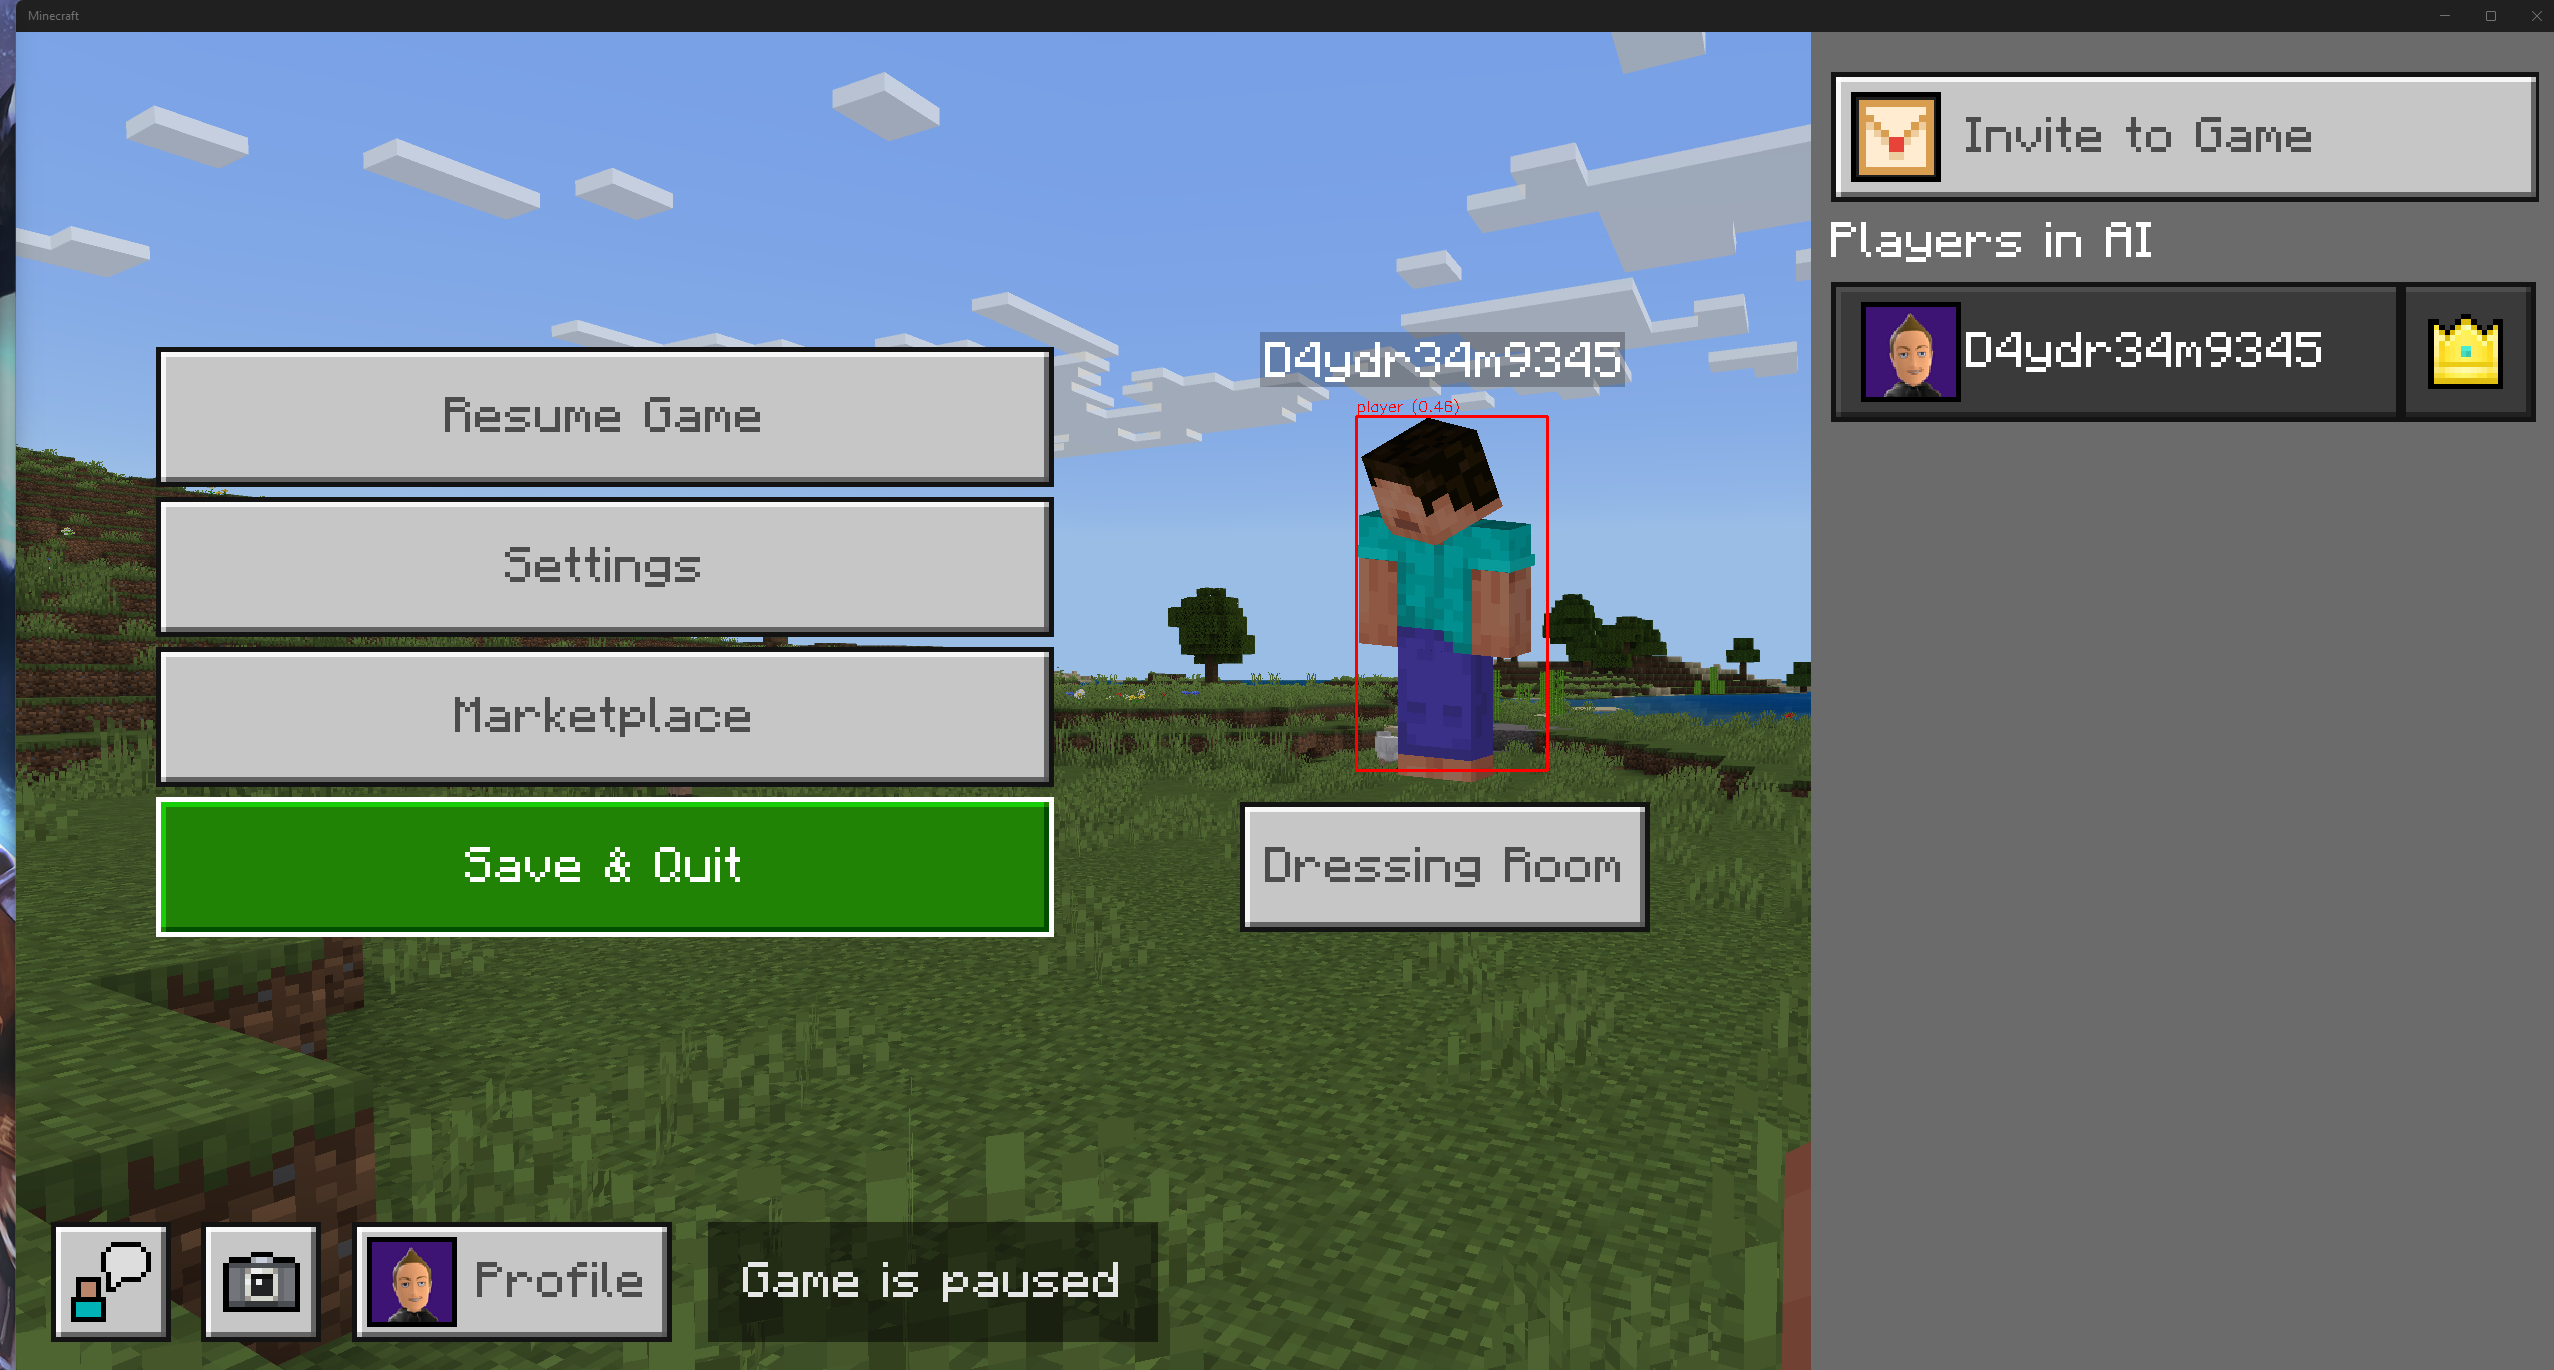 Minecraft
Invite to Game
Players in AI
D4ydr34m9345
D4ydr34m9345
player (0.46)
Resume Game
Settings
Marketplace
Save & Quit
Dressing Room
Profile
Game is paused